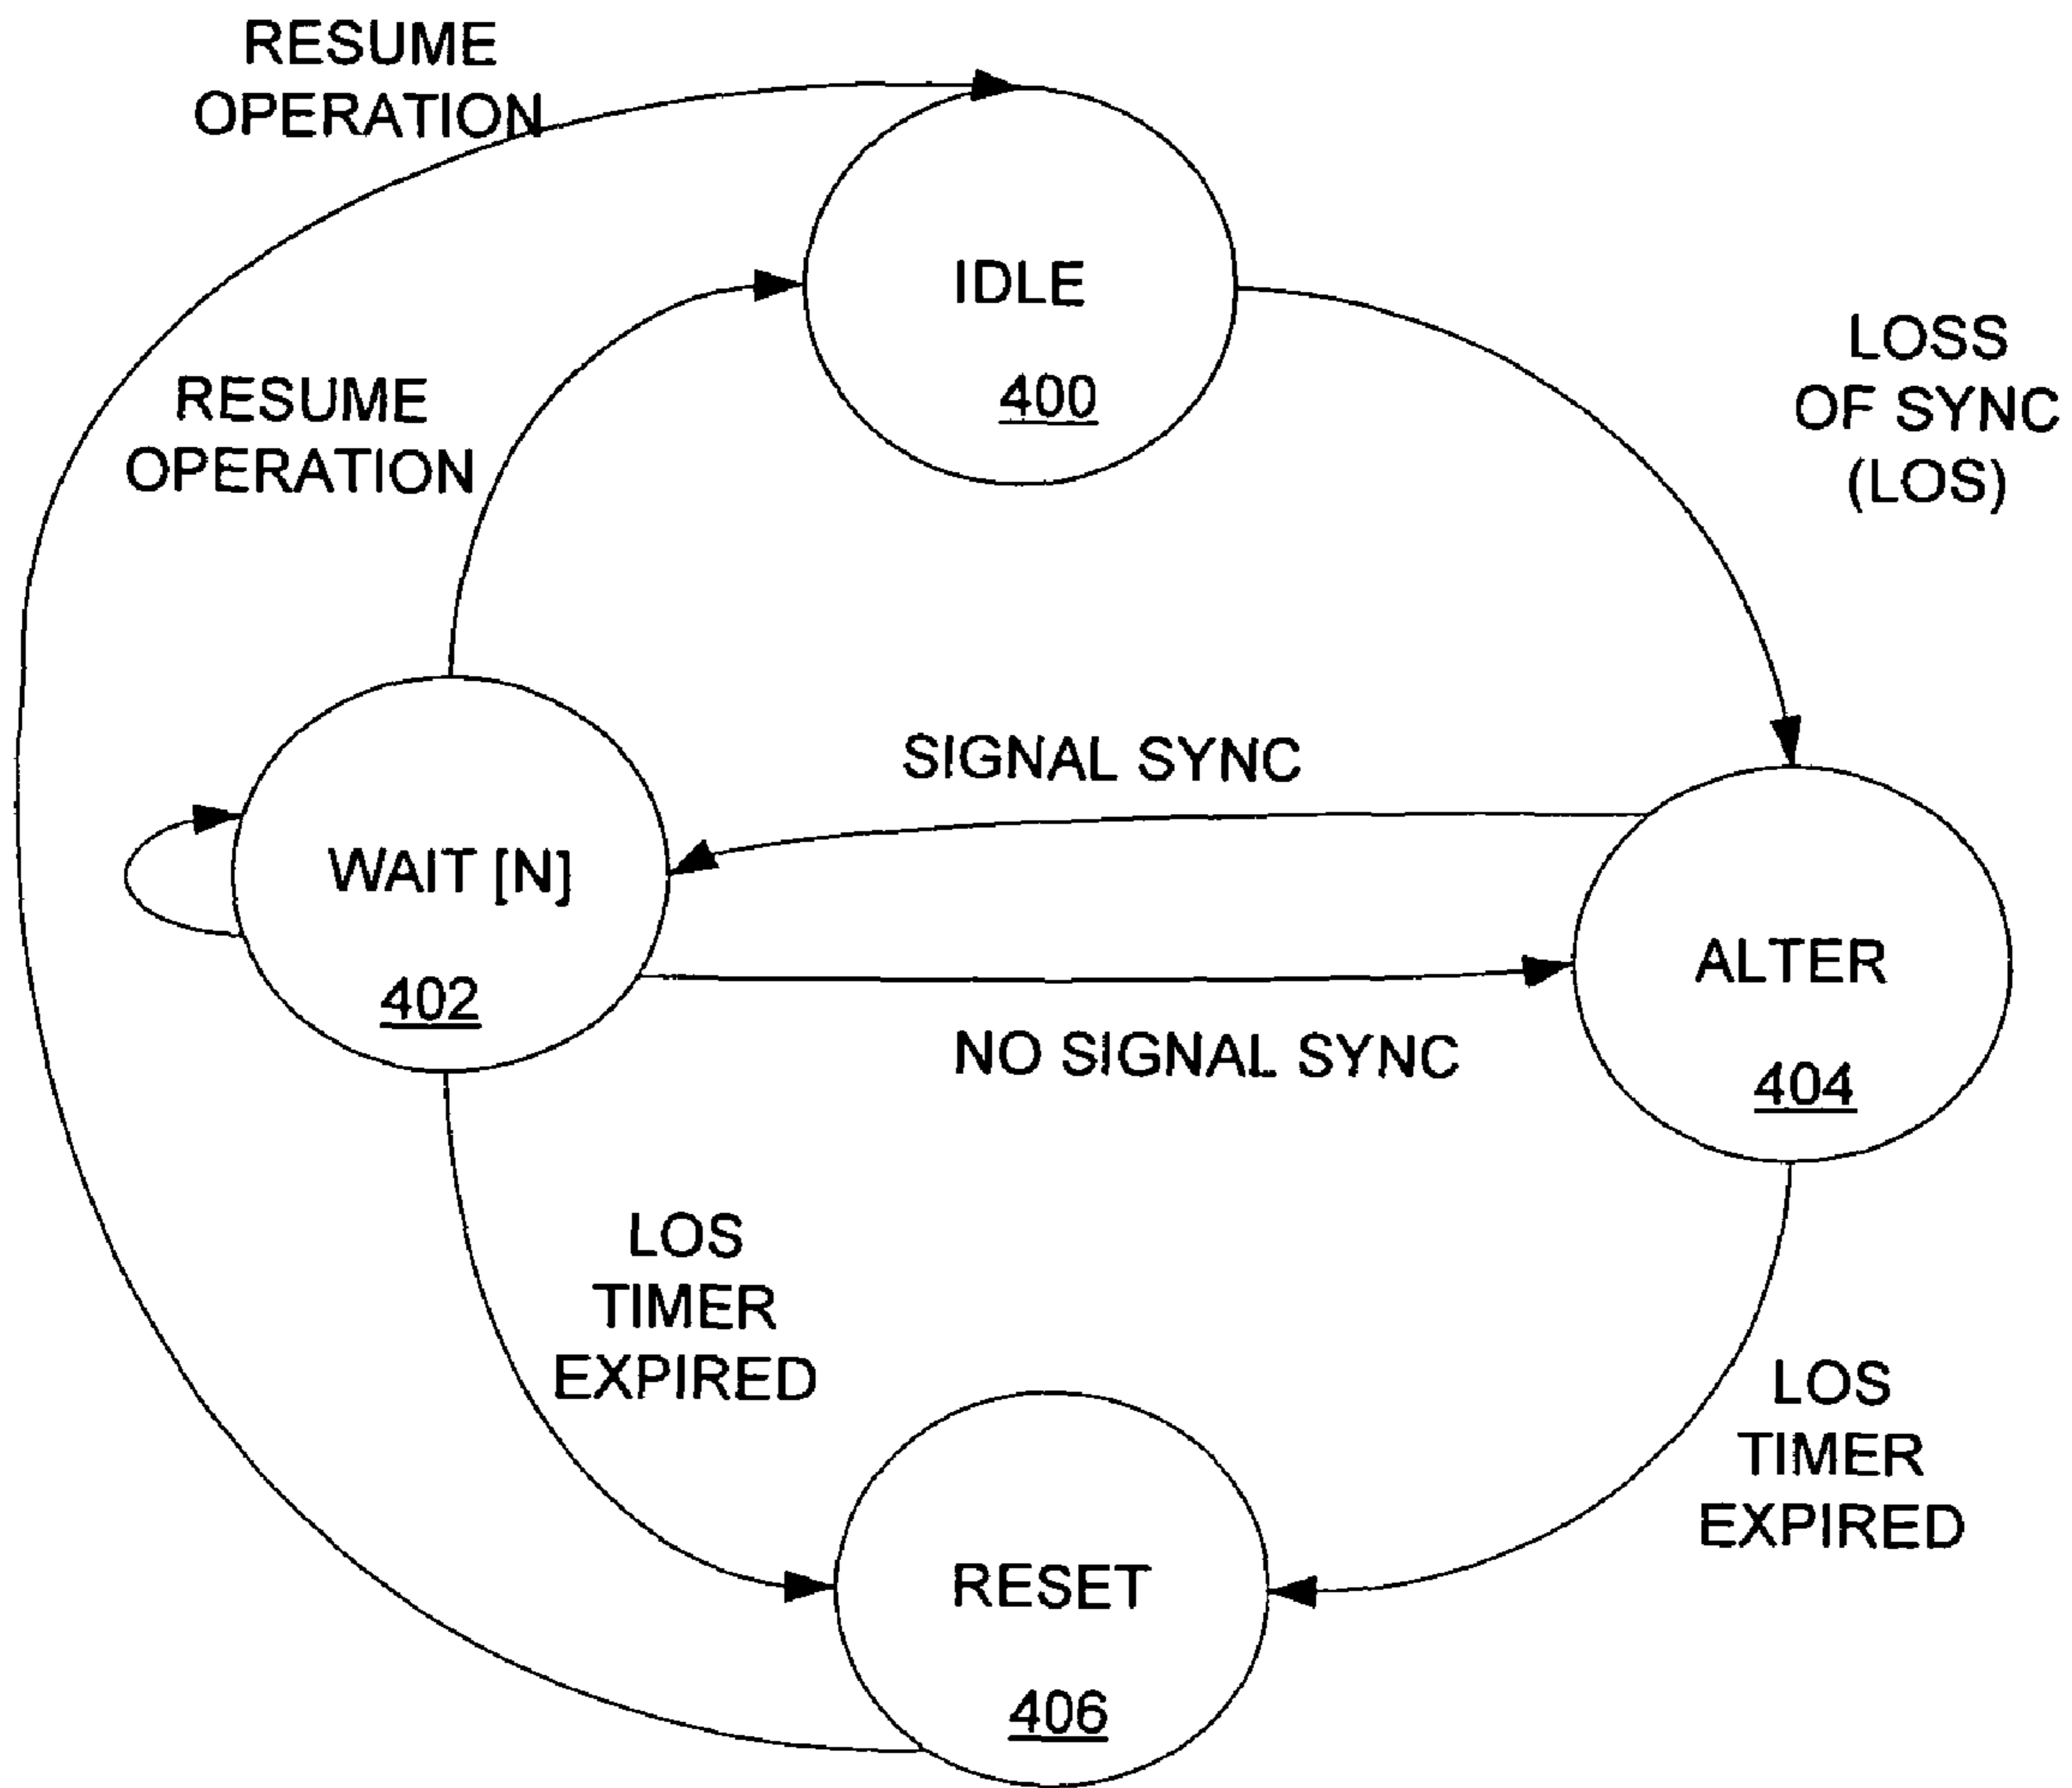 RESUME
OPERATION
IDLE
400
LOSS
OF SYNC
(LOS)
RESUME
OPERATION
SIGNAL SYNC
WAIT [N]
402
ALTER
404
NO SIGNAL SYNC
LOS
TIMER
EXPIRED
LOS
TIMER
EXPIRED
RESET
406